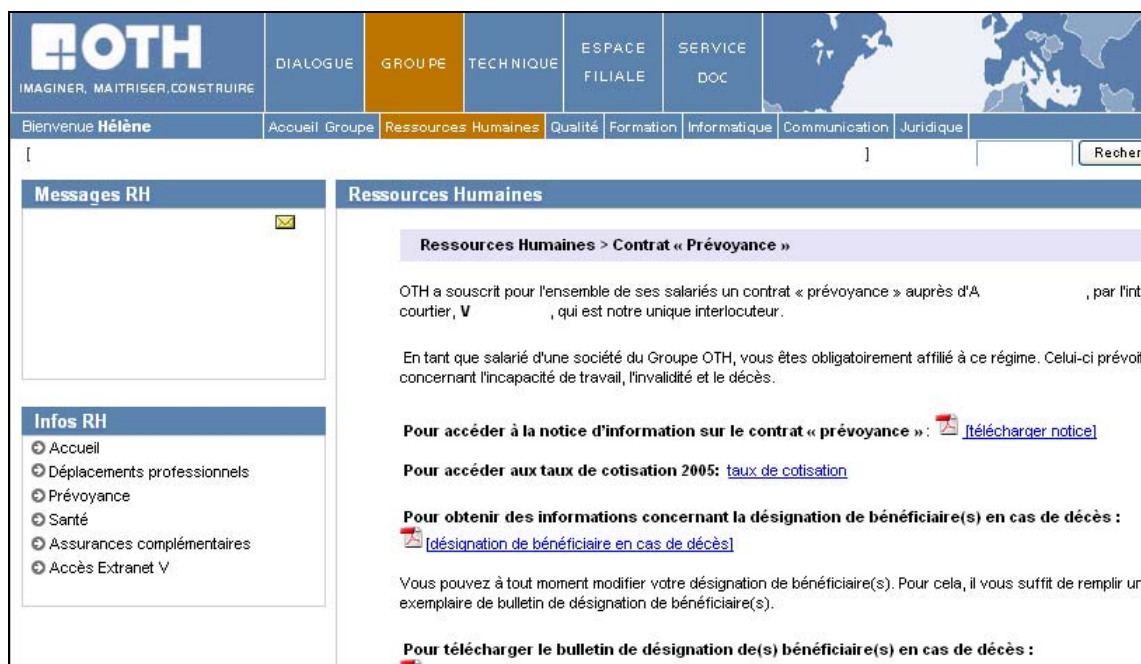 OTH
IMAGINER, MAITRISER, CONSTRUIRE
DIALOGUE
GROUPE
TECHNIQUE
ESPACE
FILIALE
SERVICE
DOC
Bienvenue Hélène
Accueil Groupe
Ressources Humaines
Qualité
Formation
Informatique
Communication
Juridique
[ ]
Recher
Messages RH
Ressources Humaines
Ressources Humaines > Contrat « Prévoyance »
OTH a souscrit pour l'ensemble de ses salariés un contrat « prévoyance » auprès d'A , par l'int
courtier, V , qui est notre unique interlocuteur.
En tant que salarié d'une société du Groupe OTH, vous êtes obligatoirement affilié à ce régime. Celui-ci prévoit
concernant l'incapacité de travail, l'invalidité et le décès.
Infos RH
Accueil
Déplacements professionnels
Prévoyance
Santé
Assurances complémentaires
Accès Extranet V
Pour accéder à la notice d'information sur le contrat « prévoyance » : [télécharger notice]
Pour accéder aux taux de cotisation 2005: taux de cotisation
Pour obtenir des informations concernant la désignation de bénéficiaire(s) en cas de décès :
[désignation de bénéficiaire en cas de décès]
Vous pouvez à tout moment modifier votre désignation de bénéficiaire(s). Pour cela, il vous suffit de remplir un
exemplaire de bulletin de désignation de bénéficiaire(s).
Pour télécharger le bulletin de désignation de(s) bénéficiaire(s) en cas de décès :